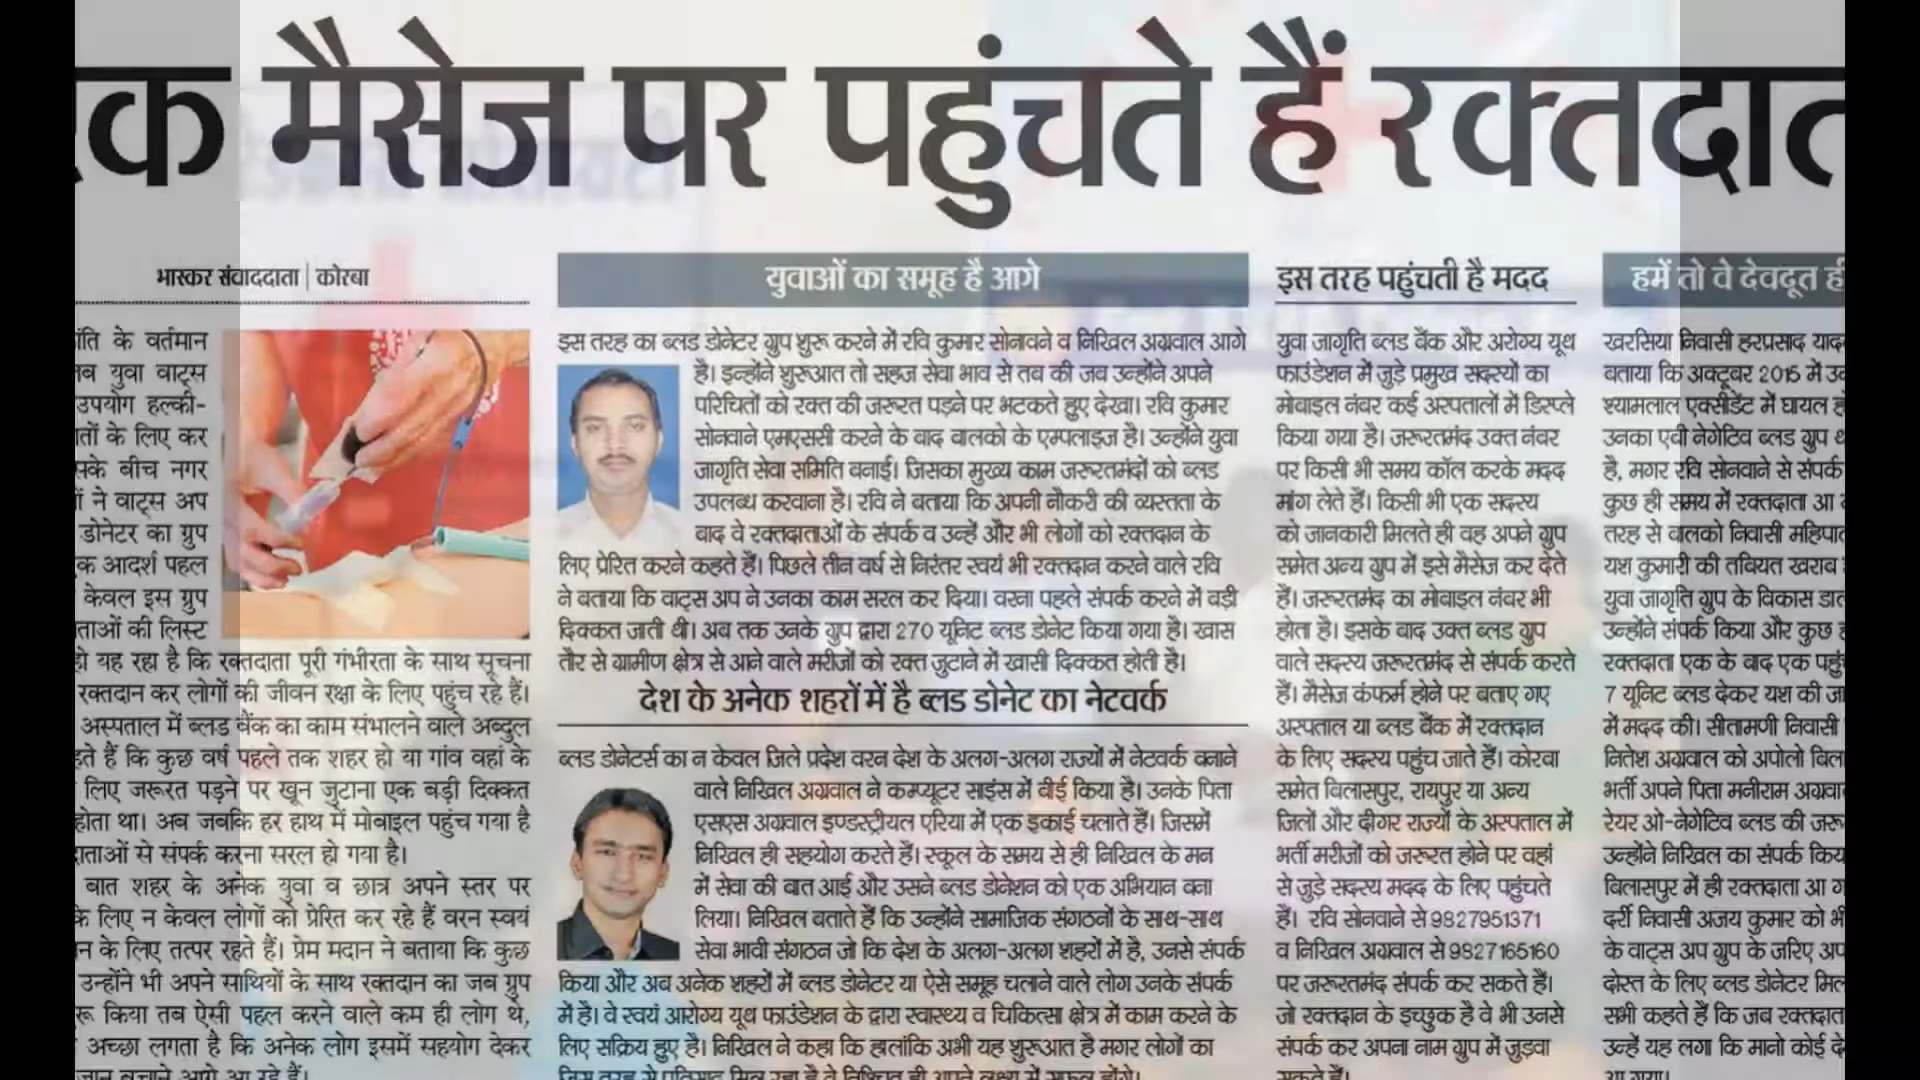 एक मैसेज पर पहुंचते हैं रक्तदात
भास्कर संवाददाता | कोरबा
के वर्तमान
युवा वाट्स
उपयोग हल्की-
के लिए कर
बीच नगर
ने वाट्स अप
डोनेटर का ग्रुप
आदर्श पहल
केवल इस ग्रुप
की लिस्ट
यह रहा है कि रक्तदाता पूरी गंभीरता के साथ सूचना
रक्तदान कर लोगों की जीवन रक्षा के लिए पहुंच रहे हैं।
अस्पताल में ब्लड बैंक का काम संभालने वाले अब्दुल
हैं कि कुछ वर्ष पहले तक शहर हो या गांव वहां के
लिए जरूरत पड़ने पर खून जुटाना एक बड़ी दिक्कत
होता था। अब जबकि हर हाथ में मोबाइल पहुंच गया है
से संपर्क करना सरल हो गया है।
बात शहर के अनेक युवा व छात्र अपने स्तर पर
के लिए न केवल लोगों को प्रेरित कर रहे हैं वरन स्वयं
के लिए तत्पर रहते हैं। प्रेम मदान ने बताया कि कुछ
उन्होंने भी अपने साथियों के साथ रक्तदान का जब ग्रुप
किया तब ऐसी पहल करने वाले कम ही लोग थे,
अच्छा लगता है कि अनेक लोग इसमें सहयोग देकर
जान बचाने आगे आ रहे हैं।
युवाओं का समूह है आगे
इस तरह का ब्लड डोनेटर ग्रुप शुरू करने में रवि कुमार सोनावने व निखिल अग्रवाल आगे
है। इन्होंने शुरूआत तो सहज सेवा भाव से तब की जब उन्होंने अपने
परिचितों को रक्त की जरूरत पड़ने पर भटकते हुए देखा। रवि कुमार
सोनवाने एमएससी करने के बाद बालको के एम्पलाइज है। उन्होंने युवा
जागृति सेवा समिति बनाई। जिसका मुख्य काम जरूरतमंदों को ब्लड
उपलब्ध करवाना है। रवि ने बताया कि अपनी नौकरी की व्यस्तता के
बाद वे रक्तदाताओं के संपर्क व उन्हें और भी लोगों को रक्तदान के
लिए प्रेरित करने कहते हैं। पिछले तीन वर्ष से निरंतर स्वयं भी रक्तदान करने वाले रवि
ने बताया कि वाट्स अप ने उनका काम सरल कर दिया। वरना पहले संपर्क करने में बड़ी
दिक्कत जाती थी। अब तक उनके ग्रुप द्वारा 270 यूनिट ब्लड डोनेट किया गया है। खास
तौर से ग्रामीण क्षेत्र से आने वाले मरीजों को रक्त जुटाने में खासी दिक्कत होती है।
देश के अनेक शहरों में है ब्लड डोनेट का नेटवर्क
ब्लड डोनेटर्स का न केवल जिले प्रदेश वरन देश के अलग-अलग राज्यों में नेटवर्क बनाने
वाले निखिल अग्रवाल ने कम्प्यूटर साइंस में बीई किया है। उनके पिता
एसएस अग्रवाल इण्डस्ट्रीयल एरिया में एक इकाई चलाते हैं। जिसमें
निखिल ही सहयोग करते हैं। स्कूल के समय से ही निखिल के मन
में सेवा की बात आई और उसने ब्लड डोनेशन को एक अभियान बना
लिया। निखिल बताते हैं कि उन्होंने सामाजिक संगठनों के साथ-साथ
सेवा भावी संगठन जो कि देश के अलग-अलग शहरों में है, उनसे संपर्क
किया और अब अनेक शहरों में ब्लड डोनेटर या ऐसे समूह चलाने वाले लोग उनके संपर्क
में है। वे स्वयं आरोग्य यूथ फाउंडेशन के द्वारा स्वास्थ्य व चिकित्सा क्षेत्र में काम करने के
लिए सक्रिय हुए है। निखिल ने कहा कि हालांकि अभी यह शुरूआत है मगर लोगों का
जिस तरह से प्रतिसाद मिल रहा है वे निश्चित ही अपने लक्ष्य में सफल होंगे।
इस तरह पहुंचती है मदद
युवा जागृति ब्लड बैंक और अरोग्य यूथ
फाउंडेशन में जुड़े प्रमुख सदस्यों का
मोबाइल नंबर कई अस्पतालों में डिस्प्ले
किया गया है। जरूरतमंद उक्त नंबर
पर किसी भी समय कॉल करके मदद
मांग लेते हैं। किसी भी एक सदस्य
को जानकारी मिलते ही वह अपने ग्रुप
समेत अन्य ग्रुप में इसे मैसेज कर देते
हैं। जरूरतमंद का मोबाइल नंबर भी
होता है। इसके बाद उक्त ब्लड ग्रुप
वाले सदस्य जरूरतमंद से संपर्क करते
हैं। मैसेज कंफर्म होने पर बताए गए
अस्पताल या ब्लड बैंक में रक्तदान
के लिए सदस्य पहुंच जाते हैं। कोरबा
समेत बिलासपुर, रायपुर या अन्य
जिलों और दीगर राज्यों के अस्पताल में
भर्ती मरीजों को जरूरत होने पर वहां
से जुड़े सदस्य मदद के लिए पहुंचते
हैं। रवि सोनवाने से 9827951371
व निखिल अग्रवाल से 9827165160
पर जरूरतमंद संपर्क कर सकते हैं।
जो रक्तदान के इच्छुक है वे भी उनसे
संपर्क कर अपना नाम ग्रुप में जुड़वा
सकते हैं।
हमें तो वे देवदूत ही
खरसिया निवासी हरप्रसाद यादव
बताया कि अक्टूबर 2015 में
श्यामलाल एक्सीडेंट में घायल
उनका एबी नेगेटिव ब्लड ग्रुप
है, मगर रवि सोनवाने से संपर्क
कुछ ही समय में रक्तदाता आ
तरह से बालको निवासी महिपाल
यश कुमारी की तबियत खराब
युवा जागृति ग्रुप के विकास
उन्होंने संपर्क किया और कुछ
रक्तदाता एक के बाद एक पहुं
7 यूनिट ब्लड देकर यश की
में मदद की। सीतामणी निवासी
नितेश अग्रवाल को अपोलो
भर्ती अपने पिता मनीराम
रेयर ओ-नेगेटिव ब्लड की
उन्होंने निखिल का संपर्क
बिलासपुर में ही रक्तदाता आ
दर्री निवासी अजय कुमार को
के वाट्स अप ग्रुप के जरिए
दोस्त के लिए ब्लड डोनेटर
सभी कहते हैं कि जब
उन्हें यह लगा कि मानो कोई
आ गया।